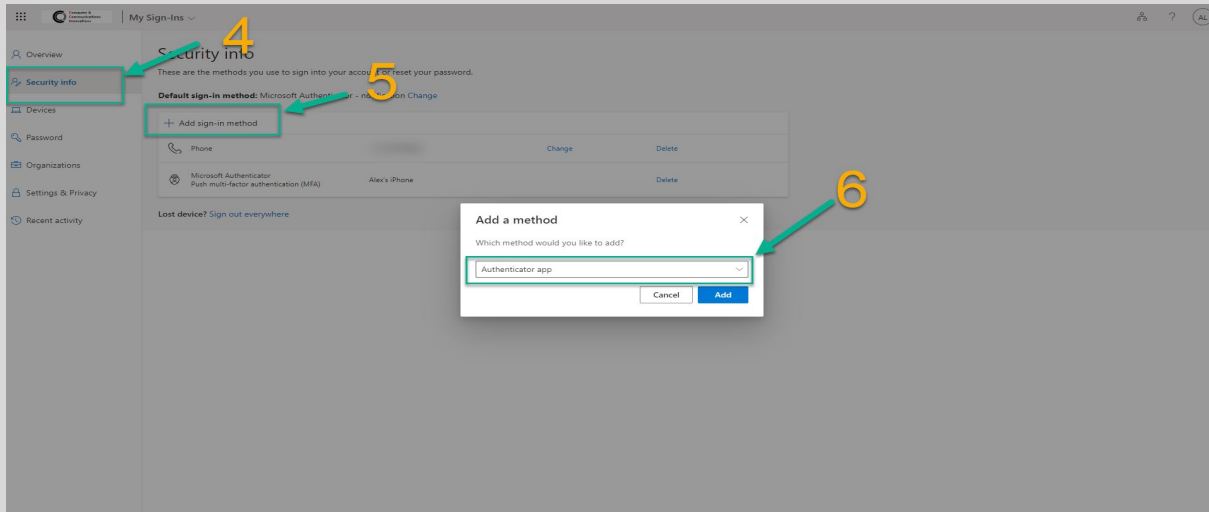 Computer &
Communications
Innovations
My Sign-Ins
?
AL
4
Overview
Security info
Devices
Password
Organizations
Settings & Privacy
Recent activity
Security info
These are the methods you use to sign into your account or reset your password.
5
Default sign-in method: Microsoft Authenticator - notification Change
+ Add sign-in method
Phone Change Delete
Microsoft Authenticator
Push multi-factor authentication (MFA) Alex's iPhone Delete
Lost device? Sign out everywhere
6
Add a method
Which method would you like to add?
Authenticator app
Cancel Add